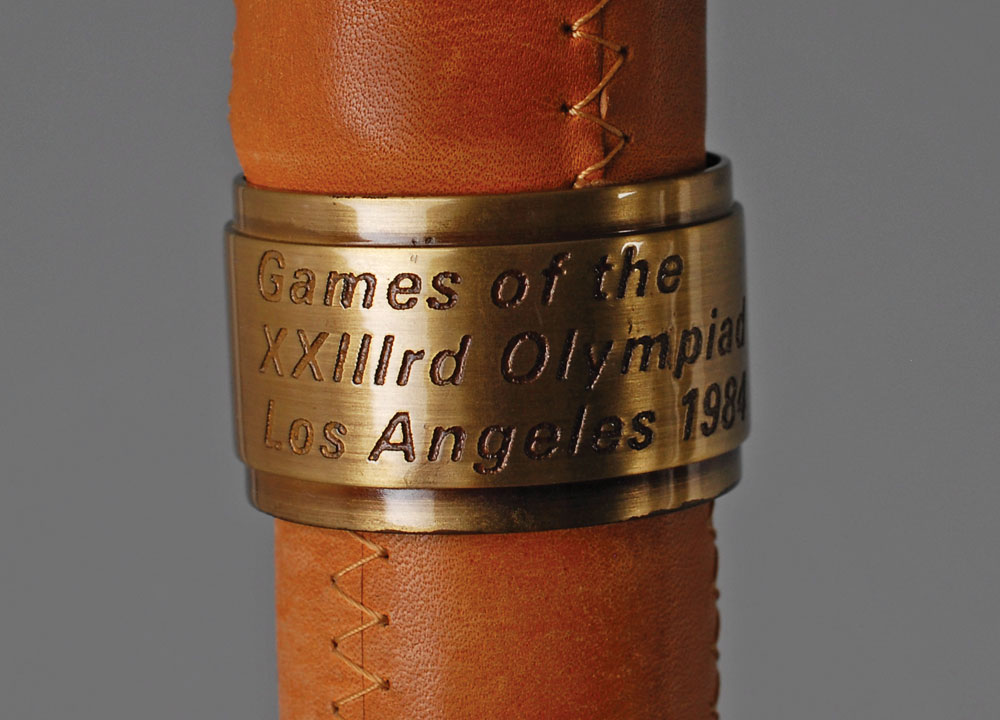 Games of the
XXIIIrd Olympiad
Los Angeles 1984